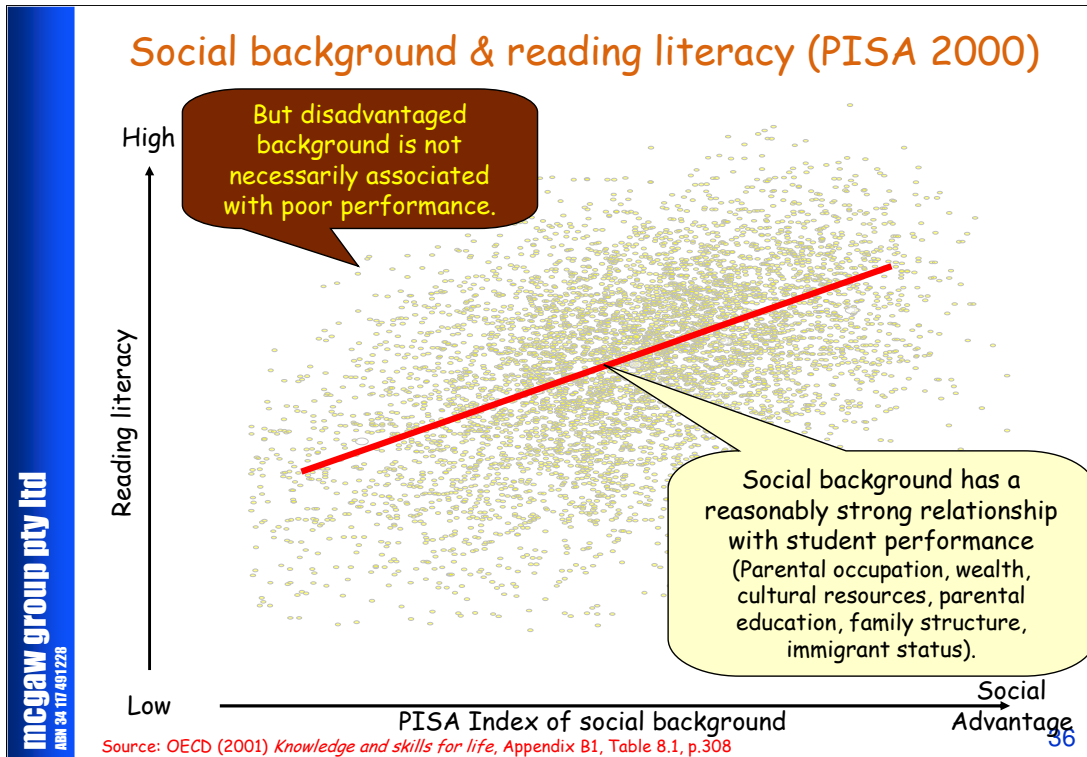 Social background & reading literacy (PISA 2000)
But disadvantaged
background is not
necessarily associated
with poor performance.
High
Reading literacy
Social background has a
reasonably strong relationship
with student performance
(Parental occupation, wealth,
cultural resources, parental
education, family structure,
immigrant status).
Low
PISA Index of social background
Social
Advantage
Source: OECD (2001) Knowledge and skills for life, Appendix B1, Table 8.1, p.308
36
mcgaw group pty ltd
ABN 34 117 491 228